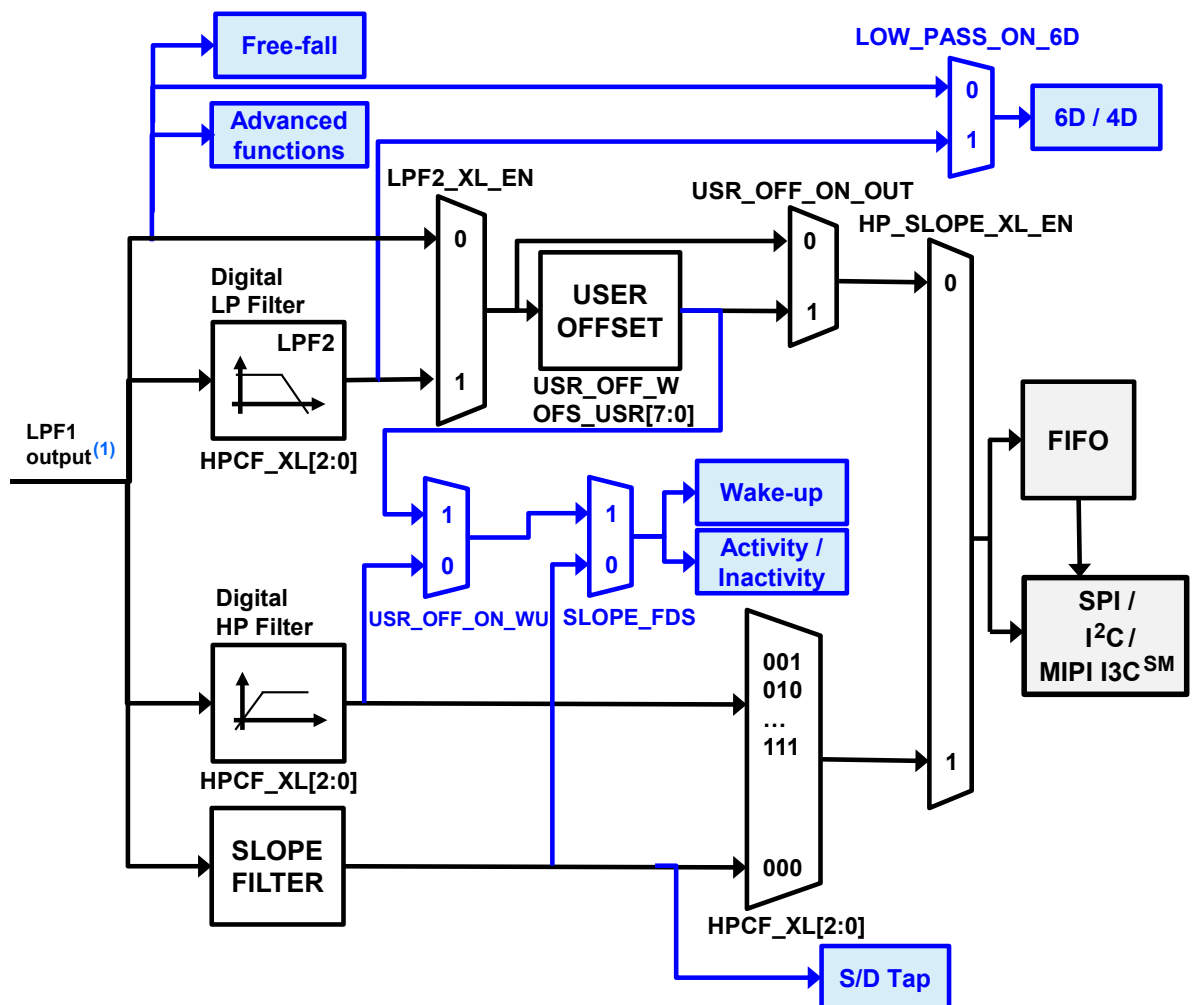 Free-fall
LOW_PASS_ON_6D
0
1
6D / 4D
Advanced
functions
LPF2_XL_EN
0
1
USR_OFF_ON_OUT
0
1
HP_SLOPE_XL_EN
0
1
Digital
LP Filter
LPF2
HPCF_XL[2:0]
USER
OFFSET
USR_OFF_W
OFS_USR[7:0]
LPF1
output(1)
FIFO
SPI /
I2C /
MIPI I3CSM
1
0
USR_OFF_ON_WU
1
0
SLOPE_FDS
Wake-up
Activity /
Inactivity
Digital
HP Filter
HPCF_XL[2:0]
001
010
...
111
000
HPCF_XL[2:0]
SLOPE
FILTER
S/D Tap